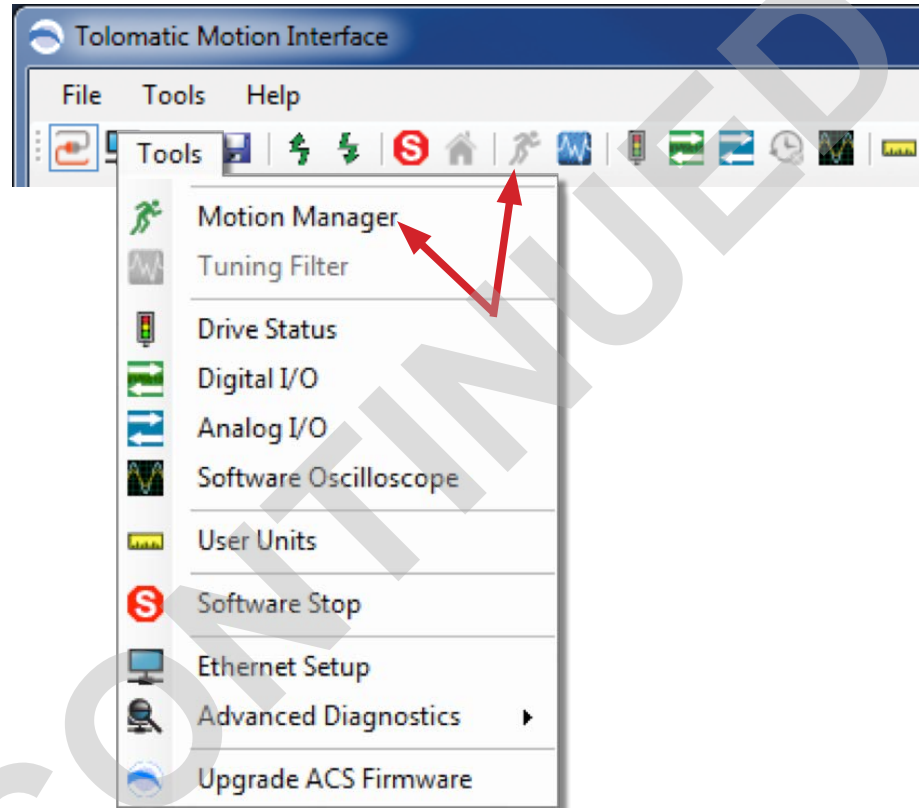 Tolomatic Motion Interface
File Tools Help
Tools
S
Motion Manager
Tuning Filter
Drive Status
Digital I/O
Analog I/O
Software Oscilloscope
User Units
S
Software Stop
Ethernet Setup
Advanced Diagnostics
Upgrade ACS Firmware
CONTINUED